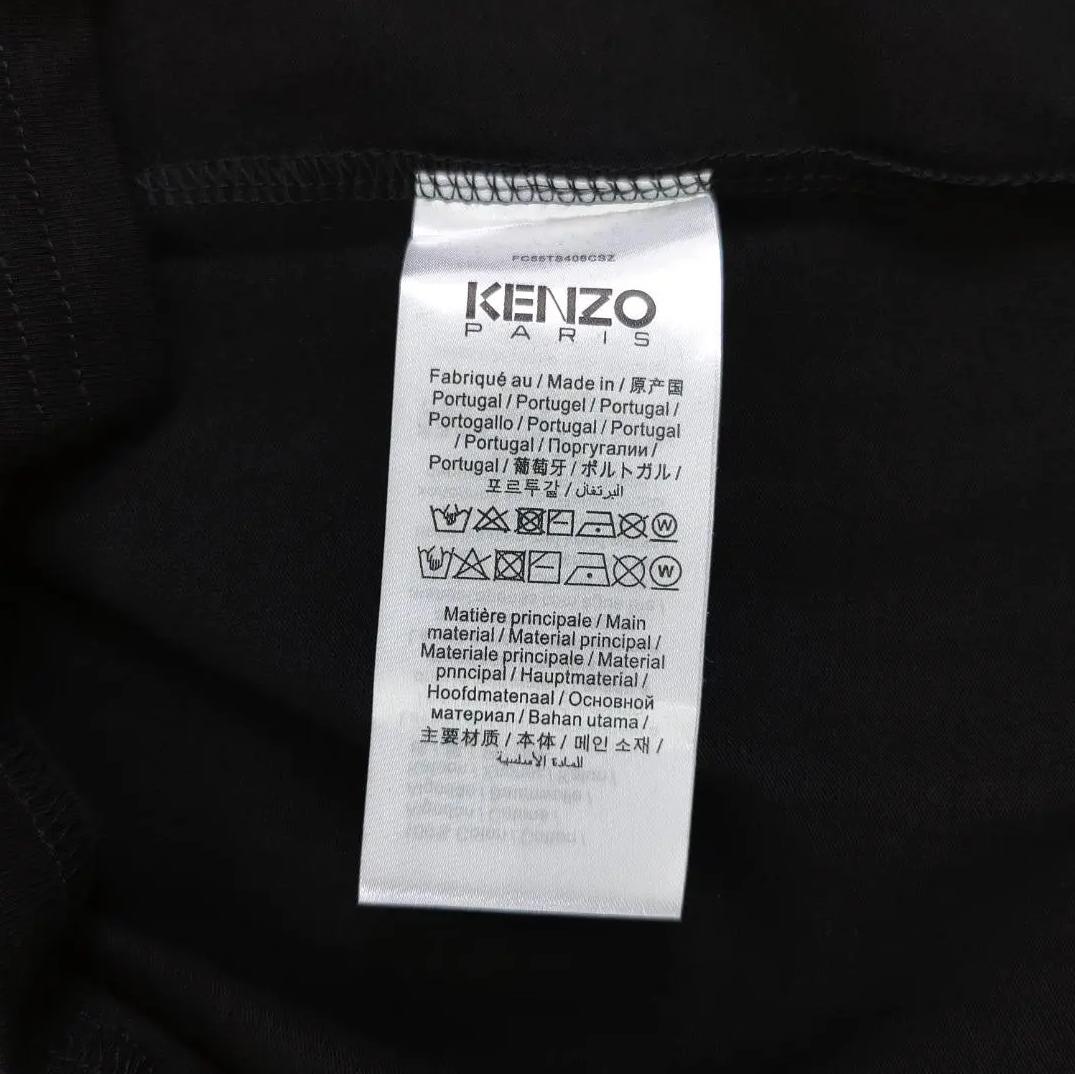 KENZO
PARIS
Fabriqué au / Made in / 原产国
Portugal / Portugel / Portugal /
Portogallo / Portugal / Portugal
/ Portugal / Португалии /
Portugal / 葡萄牙 / ポルトガル /
포르투갈 / البرتغال
W
W
Matière principale / Main
material / Material principal /
Materiale principale / Material
pnncipal / Hauptmaterial /
Hoofdmatenaal / Основной
материал / Bahan utama /
主要材质 / 本体 / 메인 소재 /
المادة الأساسية